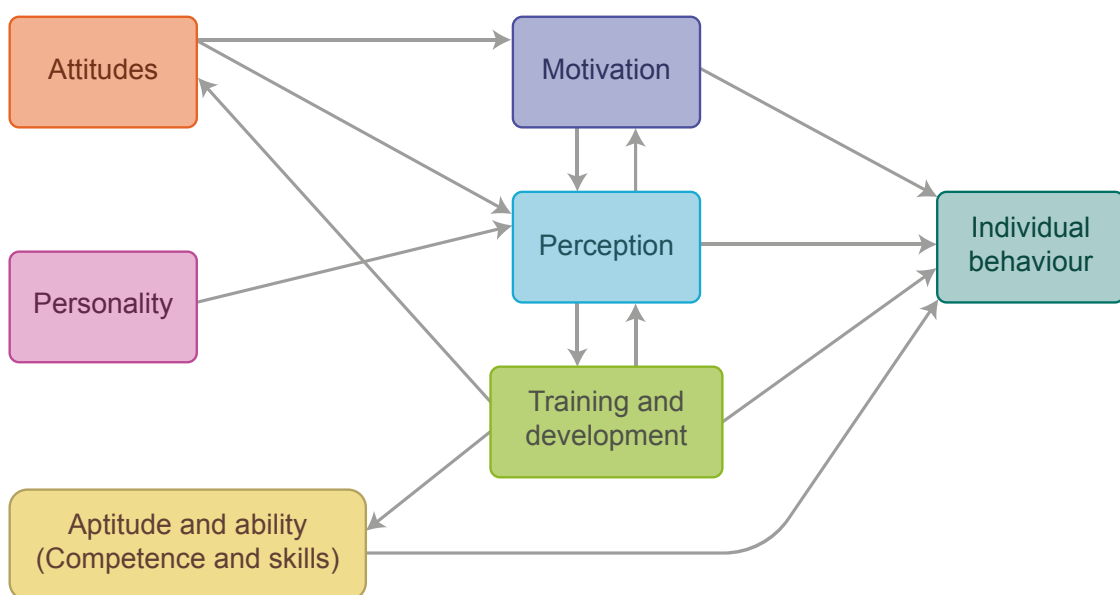 Attitudes
Motivation
Perception
Individual
behaviour
Personality
Training and
development
Aptitude and ability
(Competence and skills)